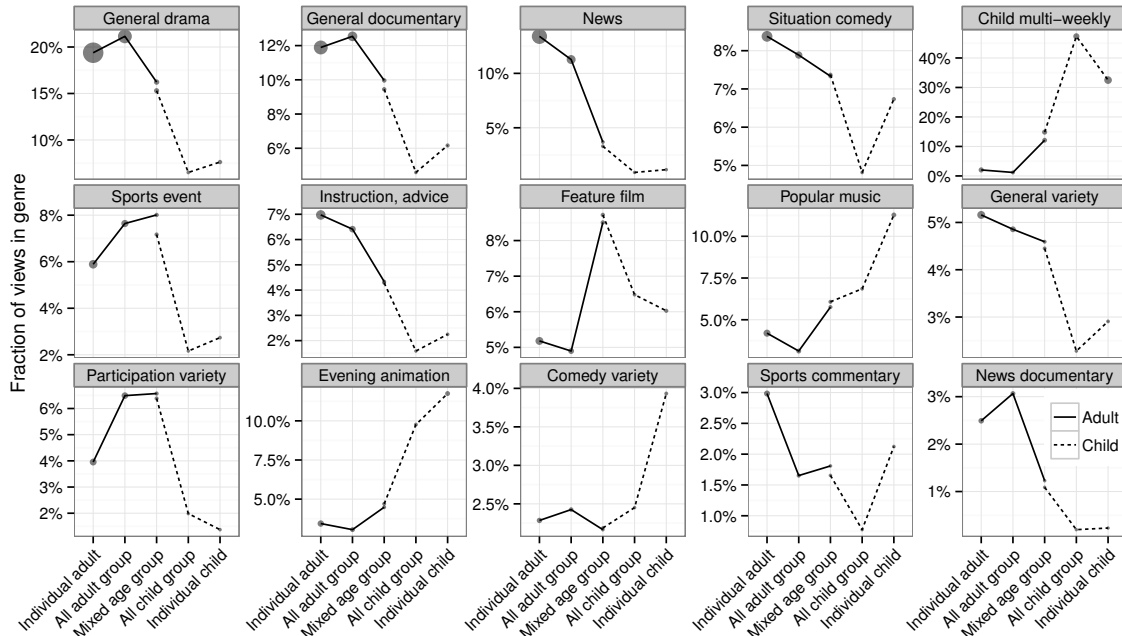 Fraction of views in genre
General drama
20%
15%
10%
General documentary
12%
10%
8%
6%
News
10%
5%
Situation comedy
8%
7%
6%
5%
Child multi−weekly
40%
30%
20%
10%
0%
Sports event
8%
6%
4%
2%
Instruction, advice
7%
6%
5%
4%
3%
2%
Feature film
8%
7%
6%
5%
Popular music
10.0%
7.5%
5.0%
General variety
5%
4%
3%
Participation variety
6%
5%
4%
3%
2%
Evening animation
10.0%
7.5%
5.0%
Comedy variety
4.0%
3.5%
3.0%
2.5%
Sports commentary
3.0%
2.5%
2.0%
1.5%
1.0%
News documentary
3%
2%
1%
Adult
Child
Individual adult
All adult group
Mixed age group
All child group
Individual child
Individual adult
All adult group
Mixed age group
All child group
Individual child
Individual adult
All adult group
Mixed age group
All child group
Individual child
Individual adult
All adult group
Mixed age group
All child group
Individual child
Individual adult
All adult group
Mixed age group
All child group
Individual child